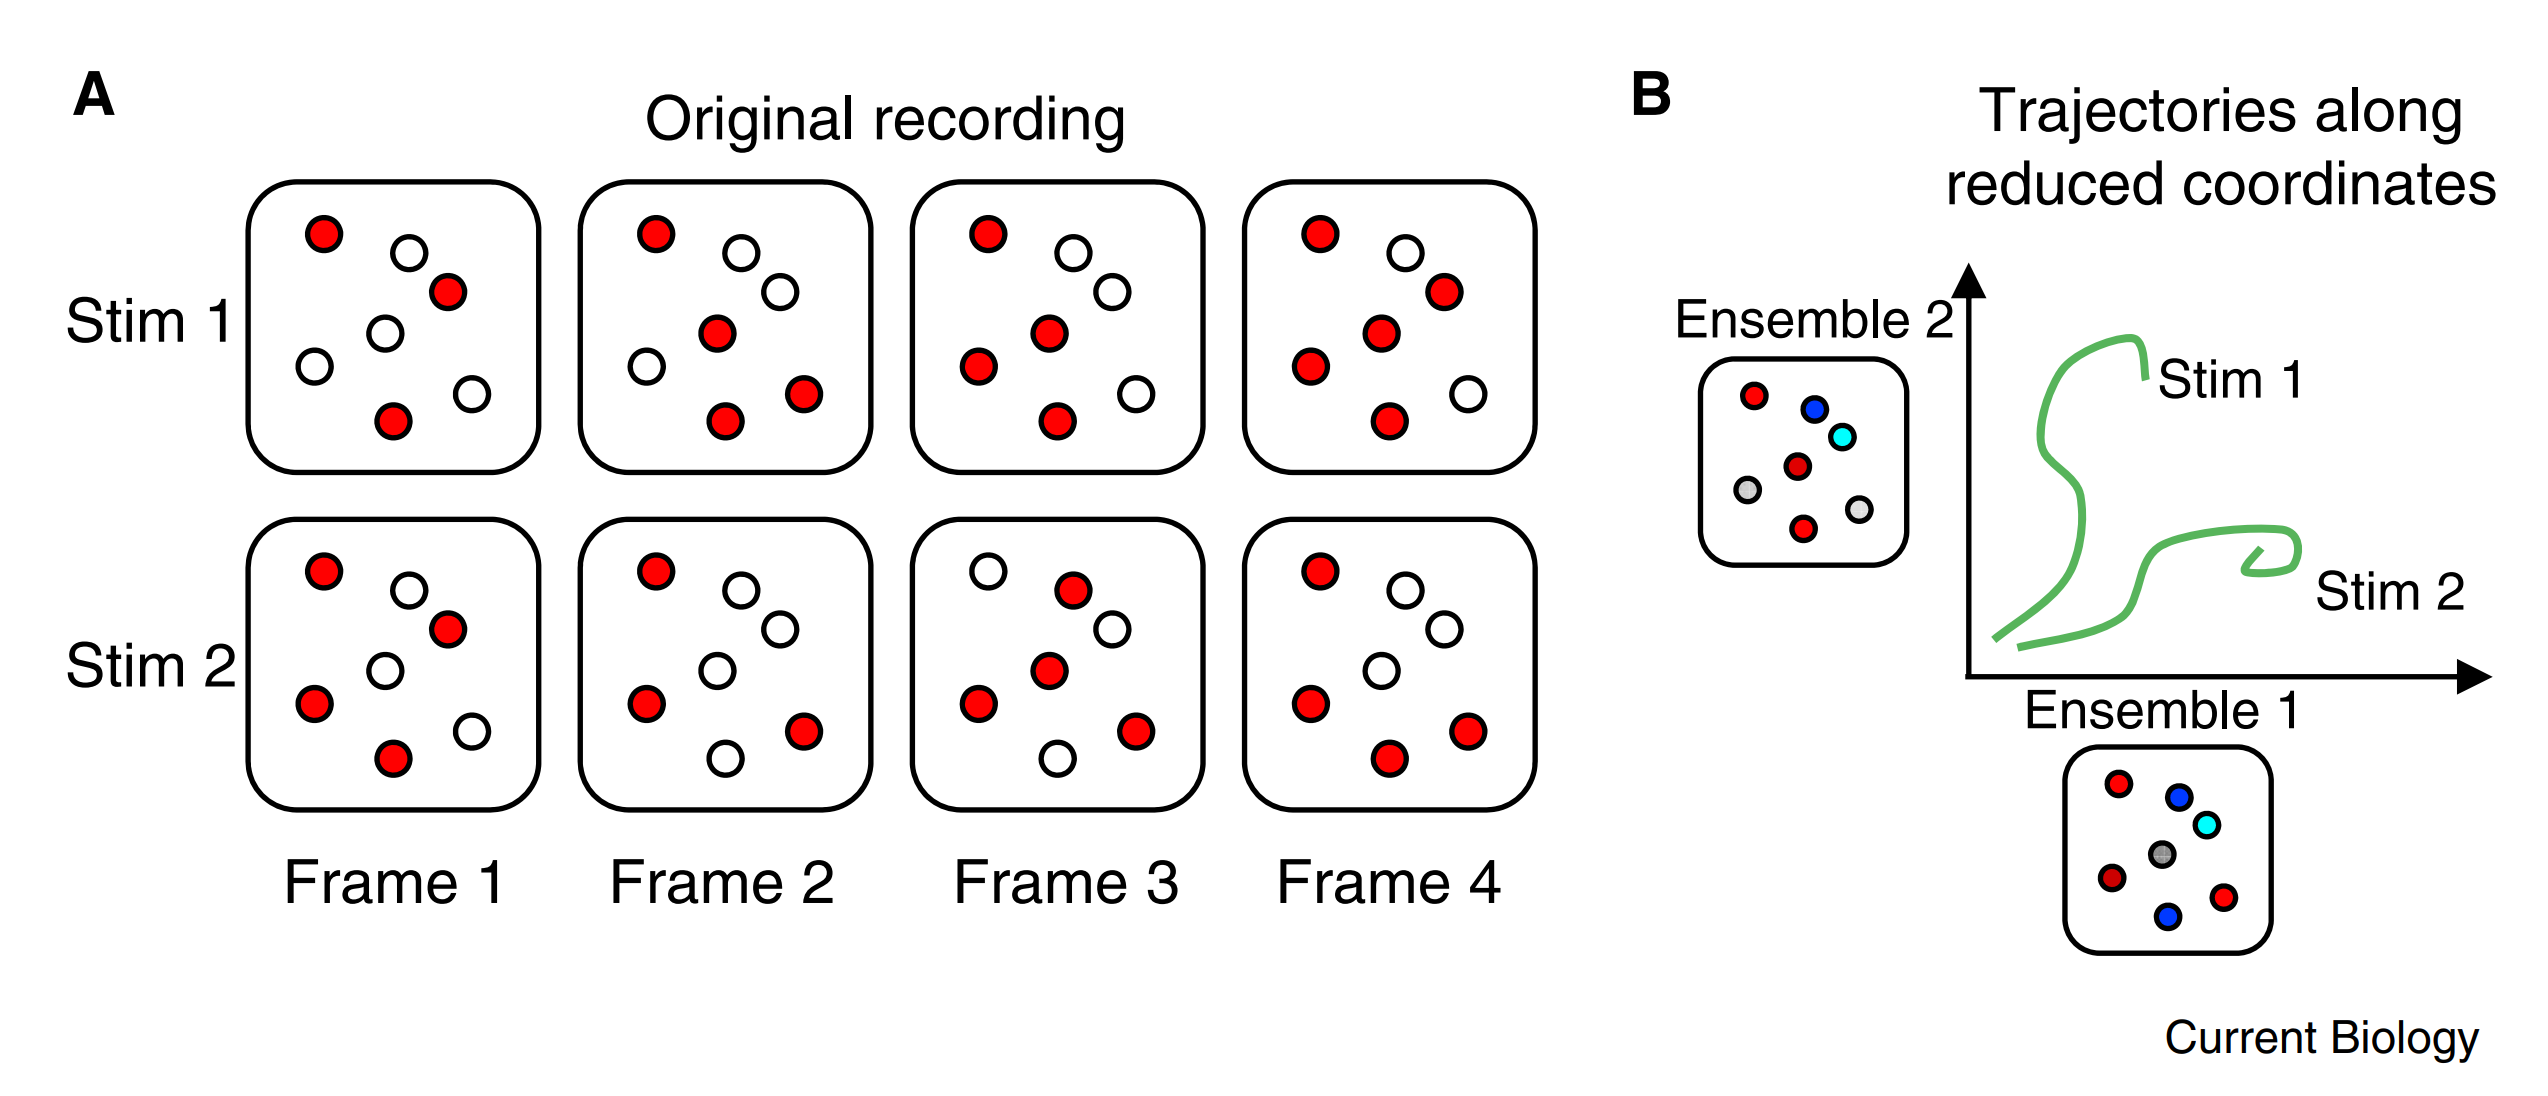 A
Original recording
Stim 1
Stim 2
Frame 1
Frame 2
Frame 3
Frame 4
B
Trajectories along
reduced coordinates
Ensemble 2
Stim 1
Stim 2
Ensemble 1
Current Biology